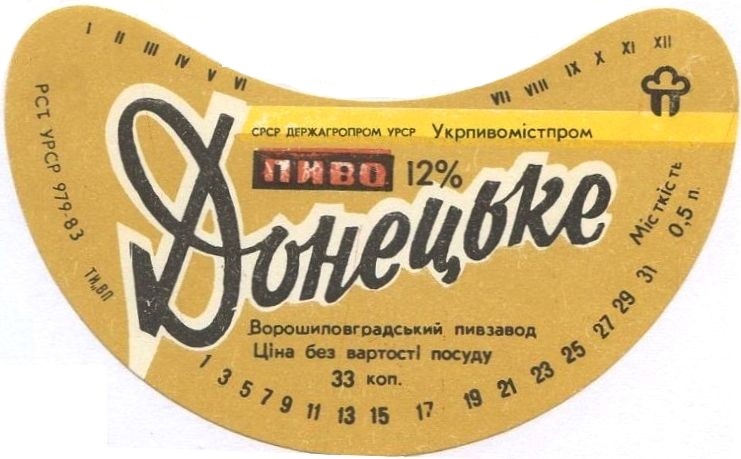 I II III IV V VI VII VIII IX X XI XII
РСТ УРСР 979-83
СРСР ДЕРЖАГРОПРОМ УРСР Укрпивомістпром
ПИВО 12%
Донецьке
Місткість
0,5 л.
Ворошиловградський пивзавод
Ціна без вартості посуду
33 коп.
1 3 5 7 9 11 13 15 17 19 21 23 25 27 29 31